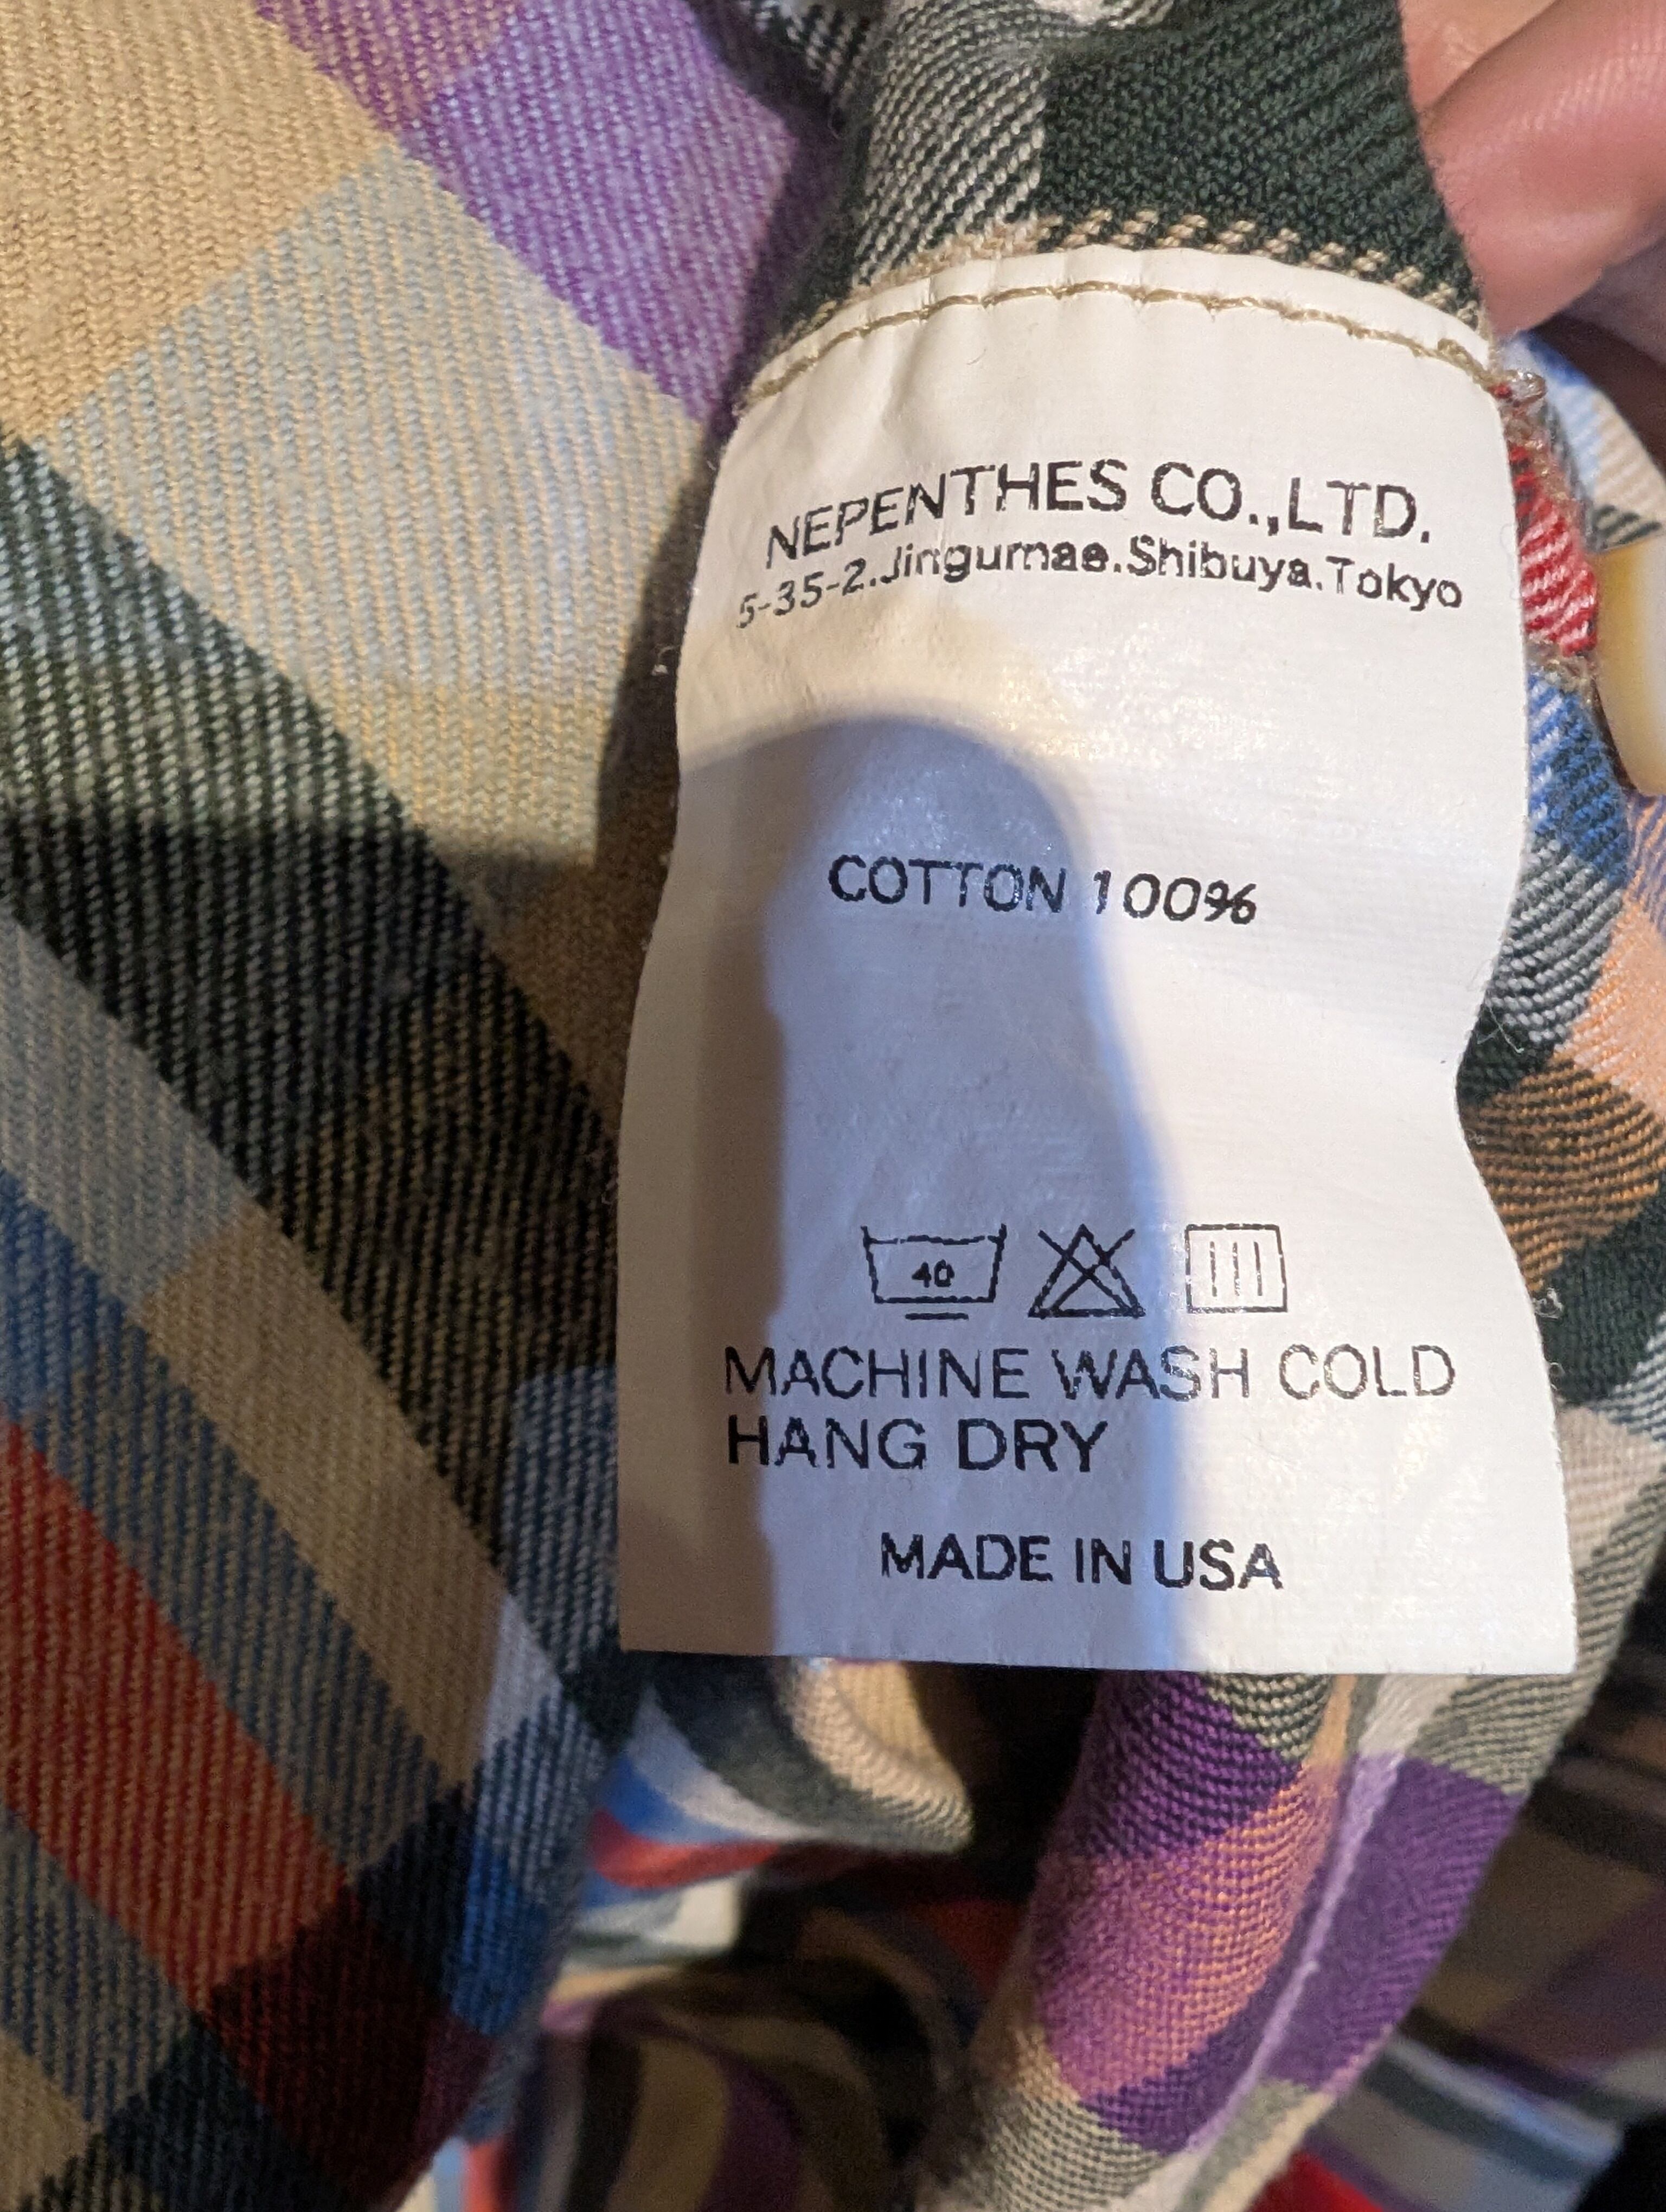 NEPENTHES CO.,LTD.
5-35-2.Jingumae.Shibuya.Tokyo
COTTON 100%
40
MACHINE WASH COLD
HANG DRY
MADE IN USA